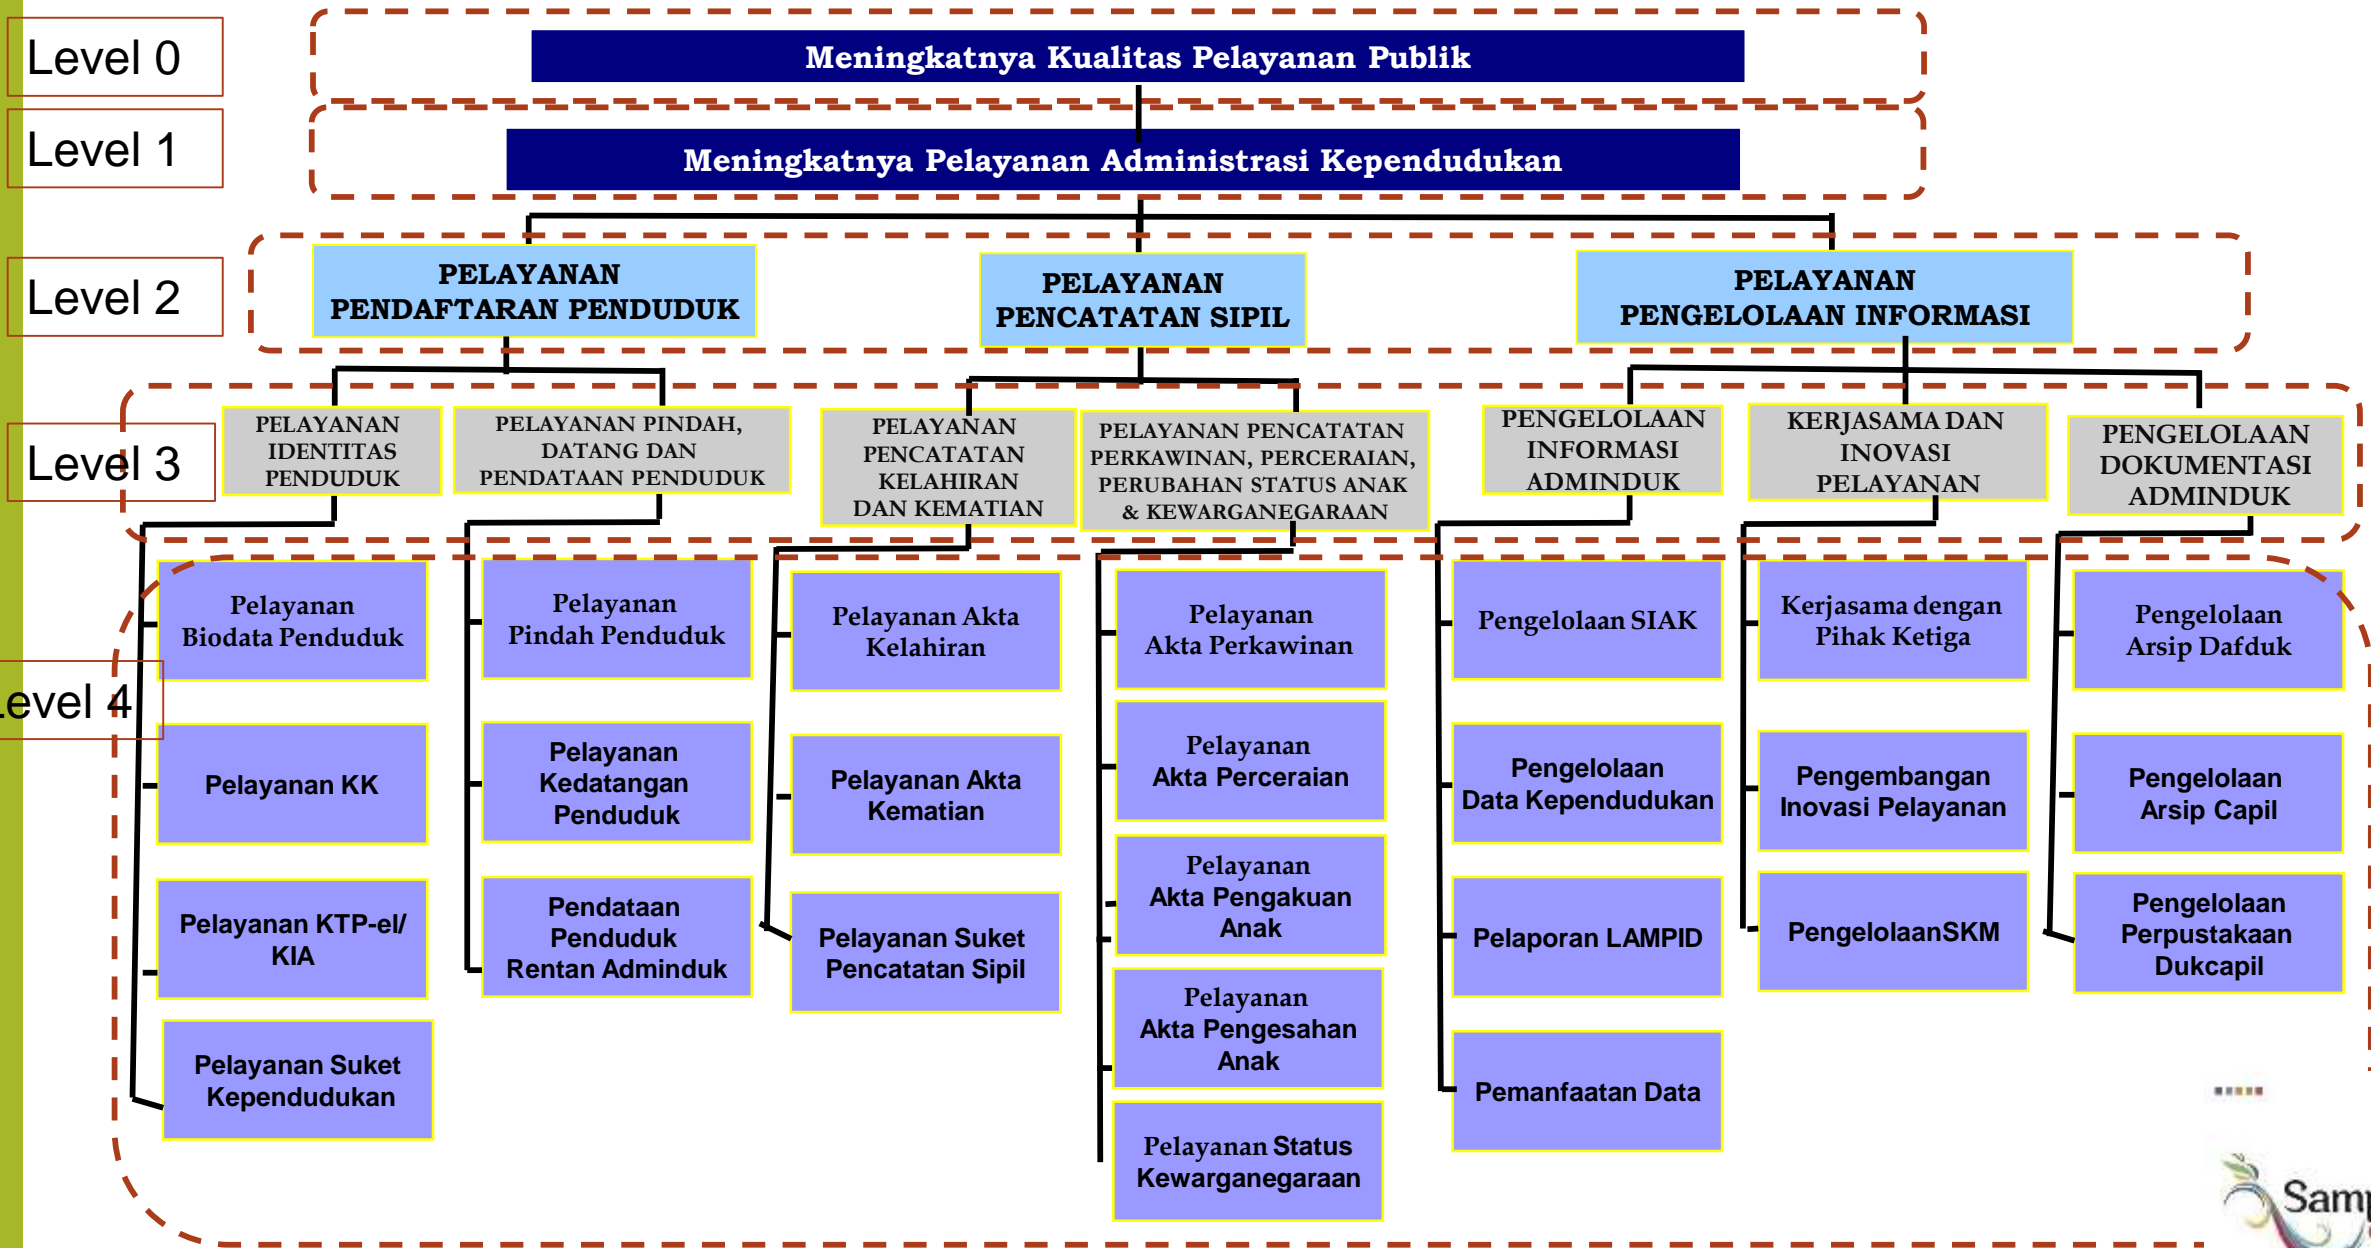 Level 0
Meningkatnya Kualitas Pelayanan Publik
Level 1
Meningkatnya Pelayanan Administrasi Kependudukan
Level 2
PELAYANAN
PENDAFTARAN PENDUDUK
PELAYANAN
PENCATATAN SIPIL
PELAYANAN
PENGELOLAAN INFORMASI
Level 3
PELAYANAN
IDENTITAS
PENDUDUK
PELAYANAN PINDAH,
DATANG DAN
PENDATAAN PENDUDUK
PELAYANAN
PENCATATAN
KELAHIRAN
DAN KEMATIAN
PELAYANAN PENCATATAN
PERKAWINAN, PERCERAIAN,
PERUBAHAN STATUS ANAK
& KEWARGANEGARAAN
PENGELOLAAN
INFORMASI
ADMINDUK
KERJASAMA DAN
INOVASI
PELAYANAN
PENGELOLAAN
DOKUMENTASI
ADMINDUK
Level 4
Pelayanan
Biodata Penduduk
Pelayanan KK
Pelayanan KTP-el/
KIA
Pelayanan Suket
Kependudukan
Pelayanan
Pindah Penduduk
Pelayanan
Kedatangan
Penduduk
Pendataan
Penduduk
Rentan Adminduk
Pelayanan Akta
Kelahiran
Pelayanan Akta
Kematian
Pelayanan Suket
Pencatatan Sipil
Pelayanan
Akta Perkawinan
Pelayanan
Akta Perceraian
Pelayanan
Akta Pengakuan
Anak
Pelayanan
Akta Pengesahan
Anak
Pelayanan Status
Kewarganegaraan
Pengelolaan SIAK
Pengelolaan
Data Kependudukan
Pelaporan LAMPID
Pemanfaatan Data
Kerjasama dengan
Pihak Ketiga
Pengembangan
Inovasi Pelayanan
PengelolaanSKM
Pengelolaan
Arsip Dafduk
Pengelolaan
Arsip Capil
Pengelolaan
Perpustakaan
Dukcapil